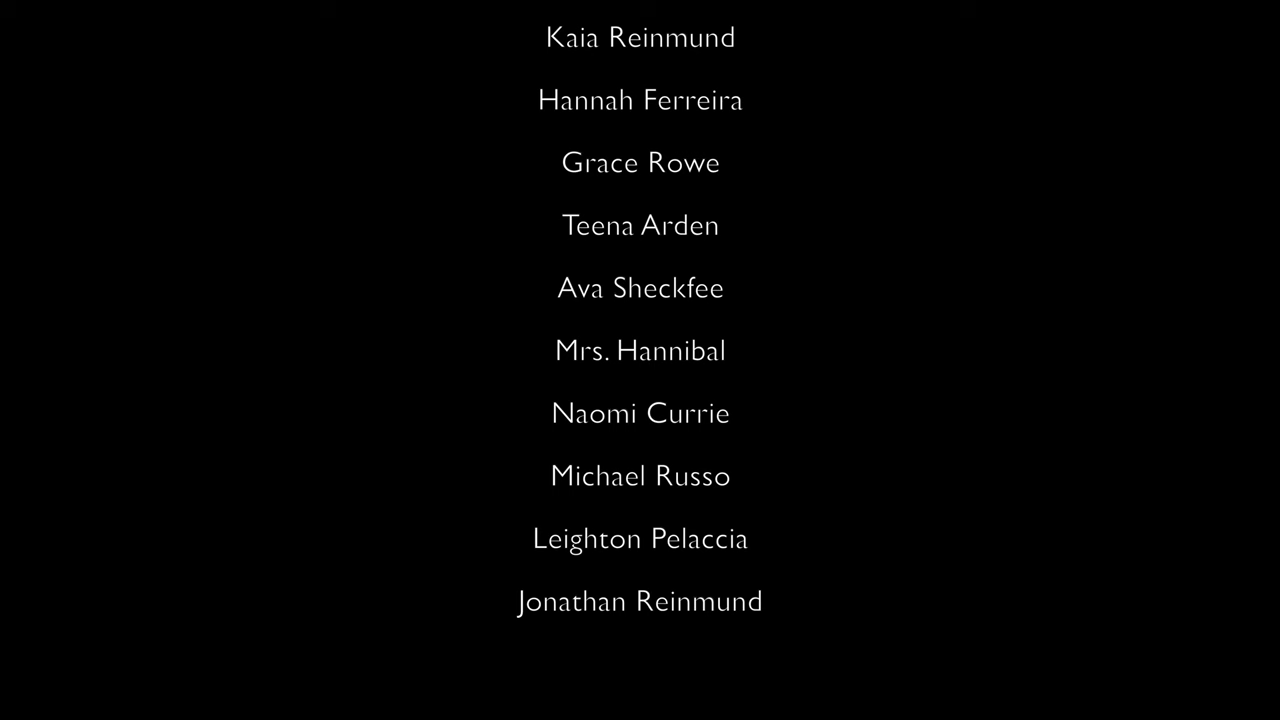 Kaia Reinmund
Hannah Ferreira
Grace Rowe
Teena Arden
Ava Sheckfee
Mrs. Hannibal
Naomi Currie
Michael Russo
Leighton Pelaccia
Jonathan Reinmund